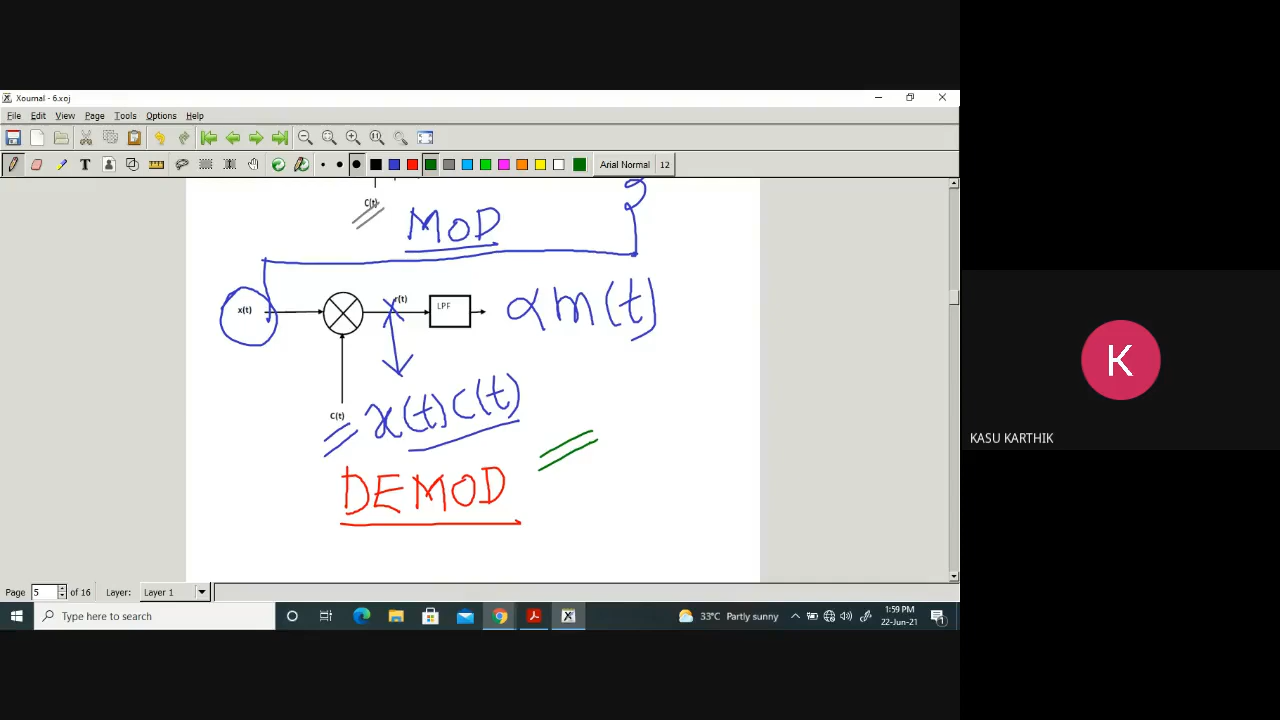 Xournal - 6.xoj
File Edit View Page Tools Options Help
Arial Normal 12
C(t)
MOD
x(t)
r(t)
LPF
α m(t)
C(t)
= x(t) c(t)
DEMOD
K
KASU KARTHIK
Page 5 of 16 Layer: Layer 1
Type here to search
33°C Partly sunny
1:59 PM
22-Jun-21